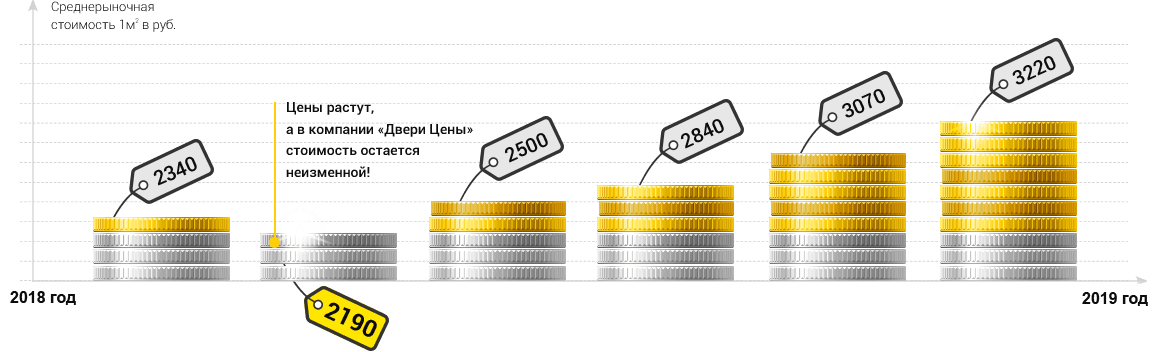 Среднерыночная
стоимость 1м² в руб.
3220
3070
Цены растут,
а в компании «Двери Цены»
стоимость остается
неизменной!
2840
2500
2340
2018 год
2019 год
2190